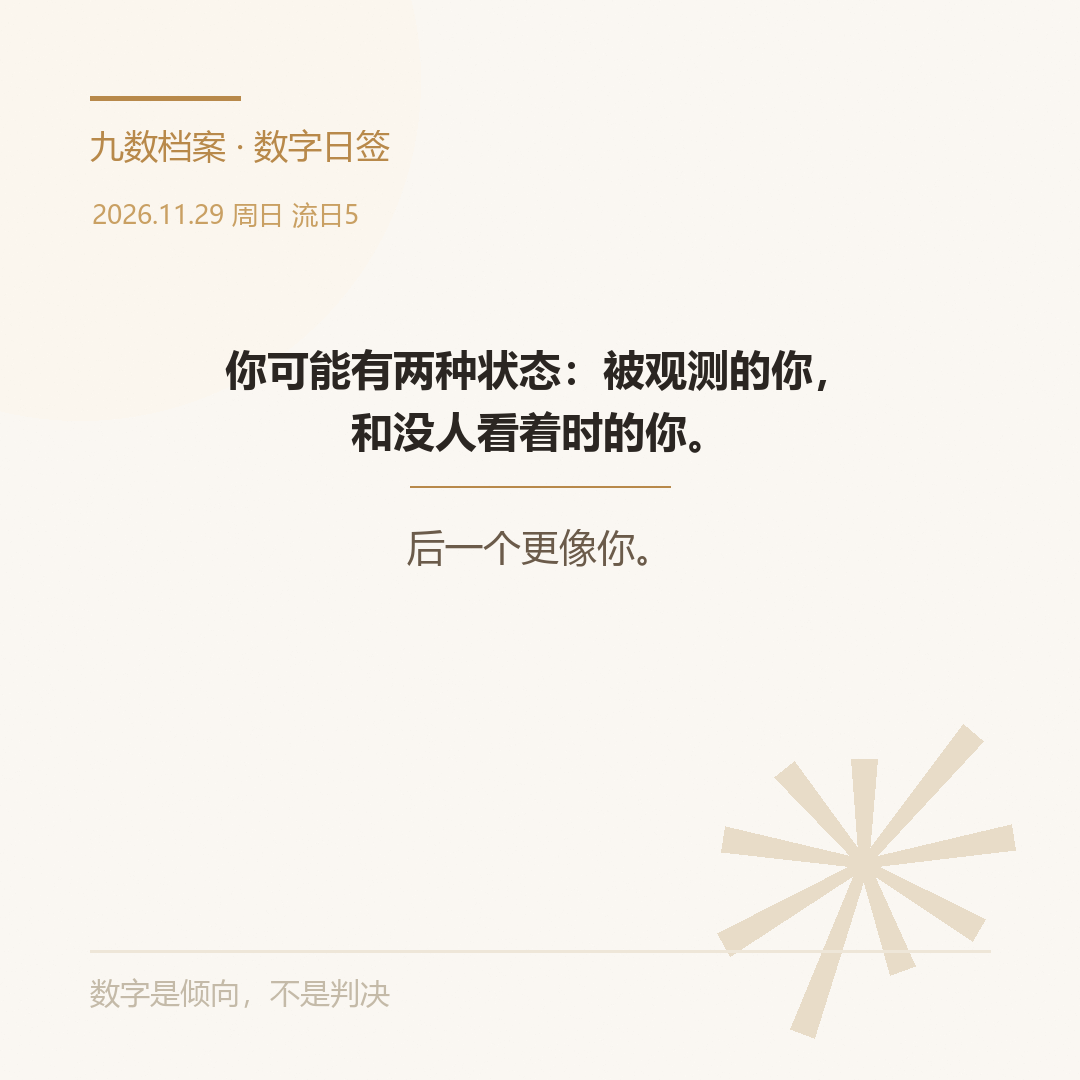 九数档案 · 数字日签
2026.11.29 周日 流日5
你可能有两种状态：被观测的你，
和没人看着时的你。
后一个更像你。
数字是倾向，不是判决